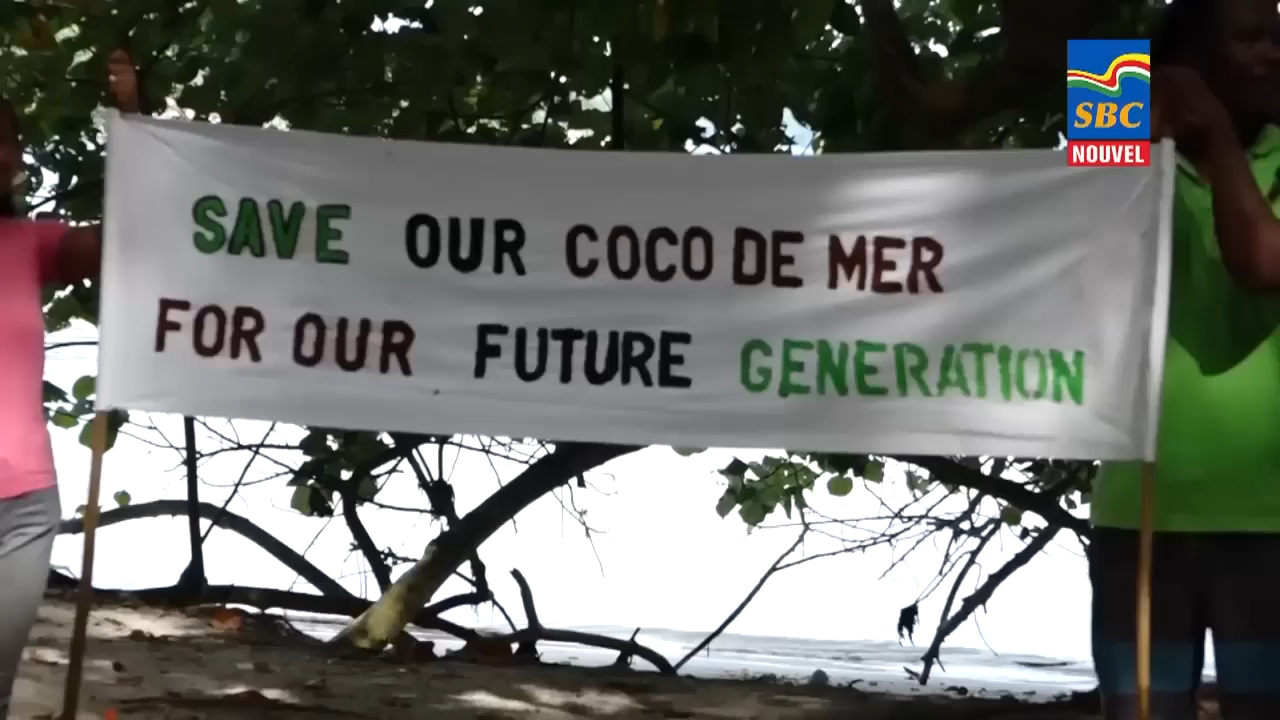 SBC
NOUVEL
SAVE OUR COCO DE MER
FOR OUR FUTURE GENERATION